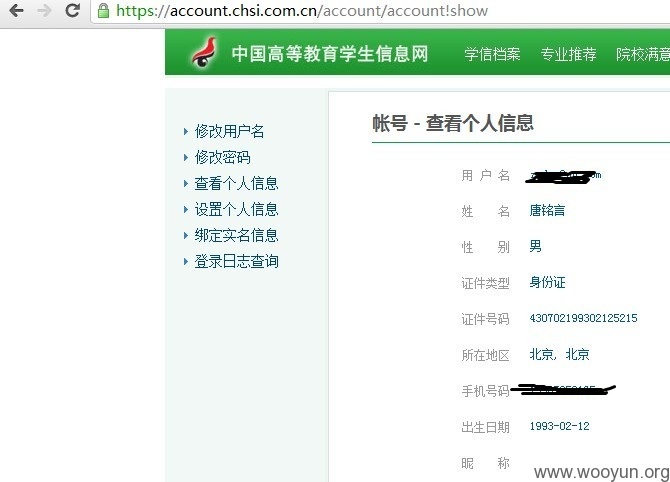 https://account.chsi.com.cn/account/account!show
中国高等教育学生信息网 学信档案 专业推荐 院校满意
修改用户名
修改密码
查看个人信息
设置个人信息
绑定实名信息
登录日志查询
帐号 - 查看个人信息
用 户 名
姓 名 唐铭言
性 别 男
证件类型 身份证
证件号码 430702199302125215
所在地区 北京, 北京
手机号码
出生日期 1993-02-12
昵 称
www.wooyun.org